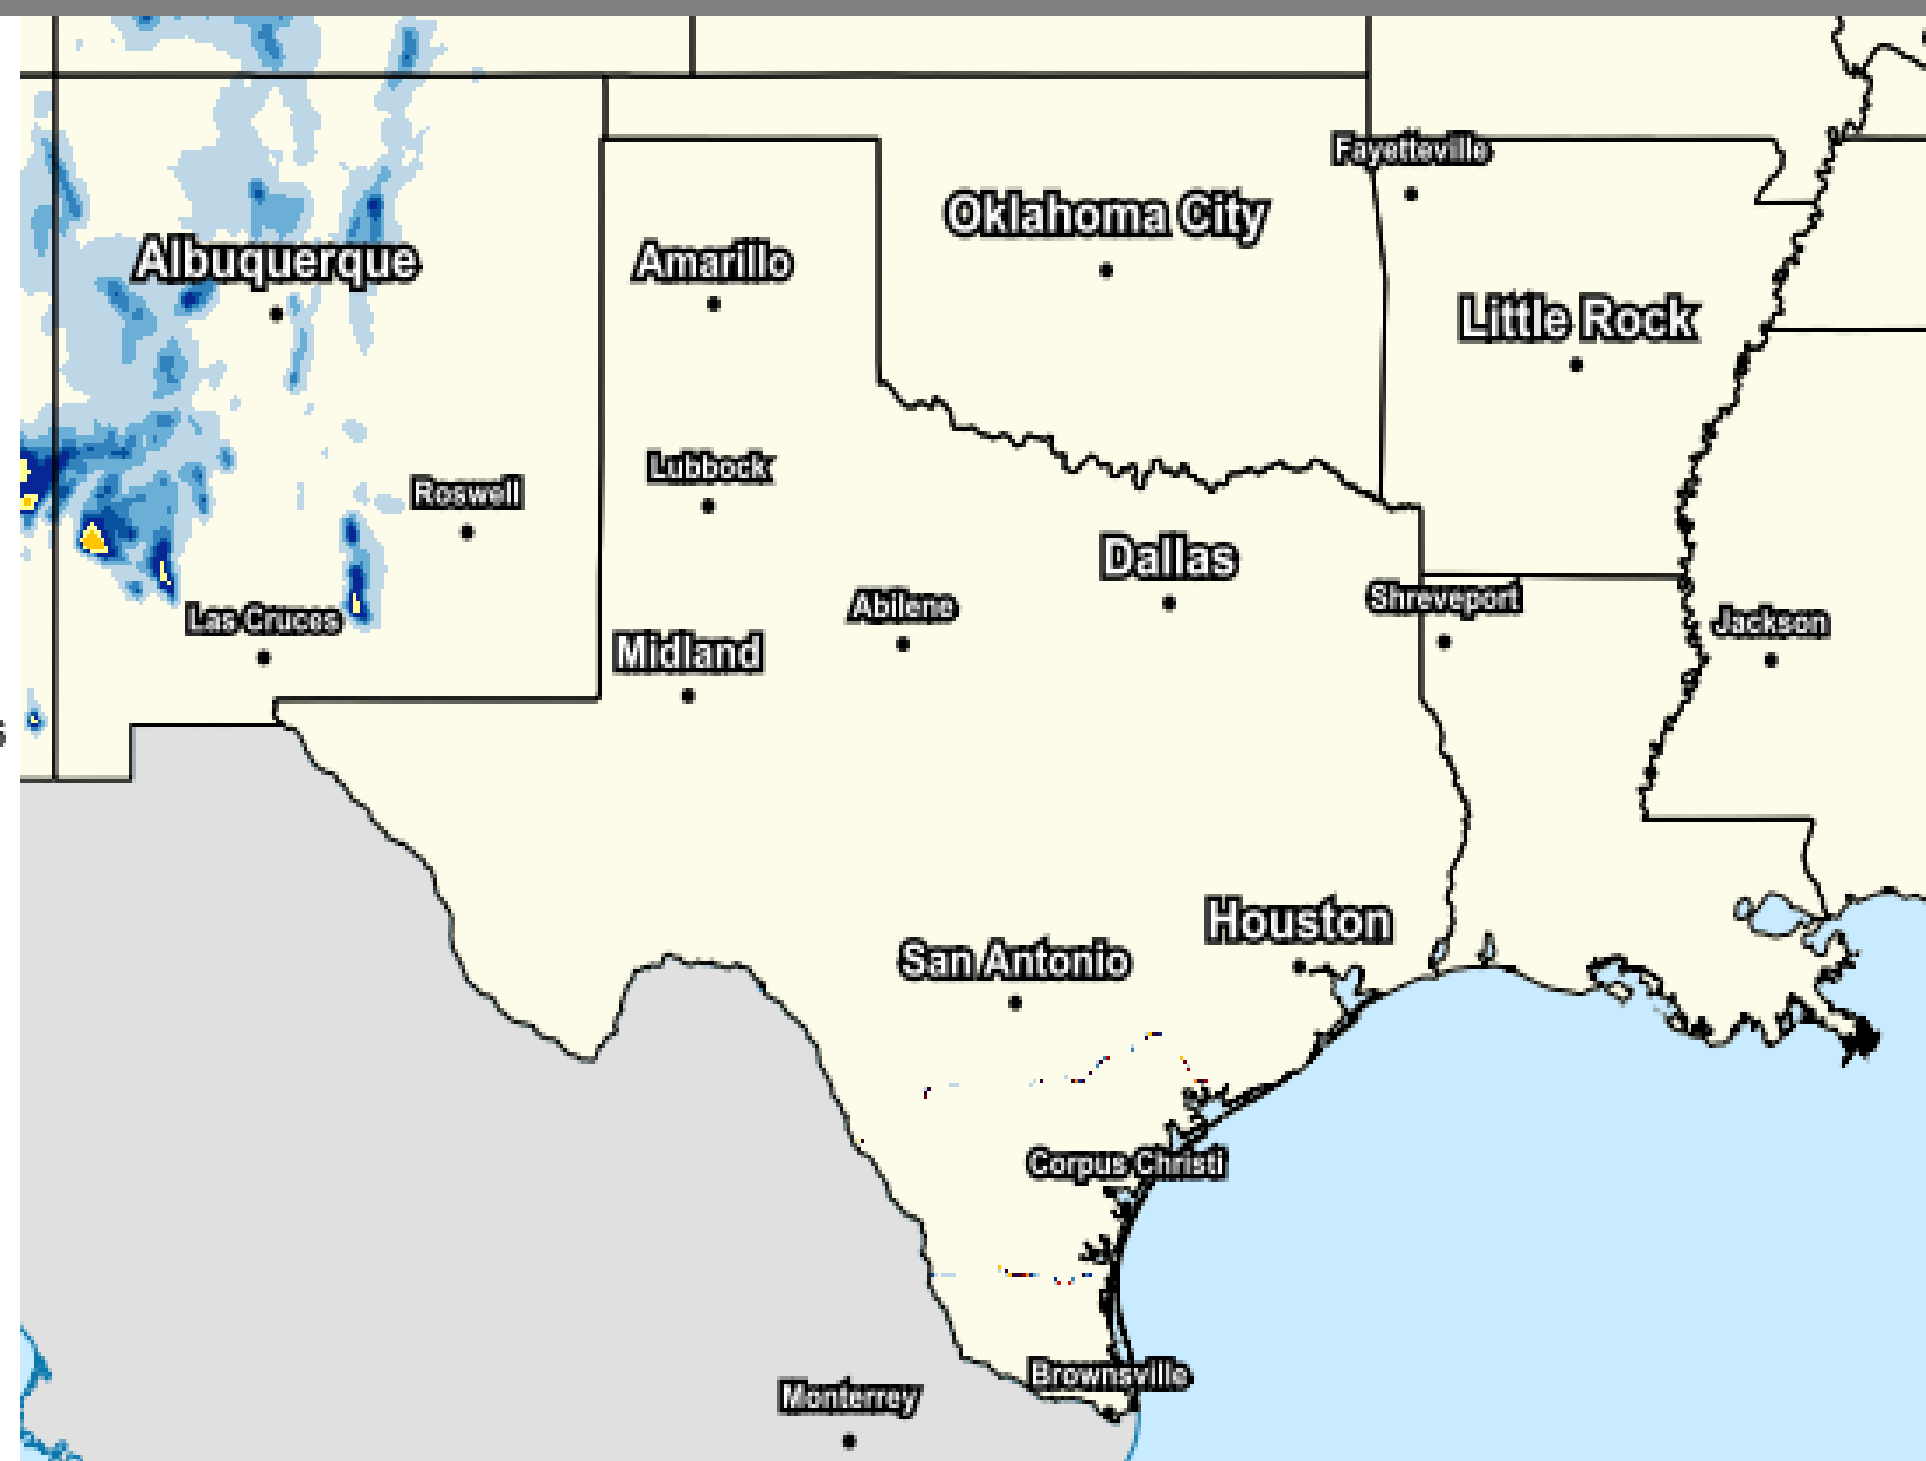 Fayetteville
Oklahoma City
Albuquerque
Amarillo
Little Rock
Lubbock
Roswell
Dallas
Shreveport
Abilene
Las Cruces
Jackson
Midland
Houston
San Antonio
Corpus Christi
Brownsville
Monterrey